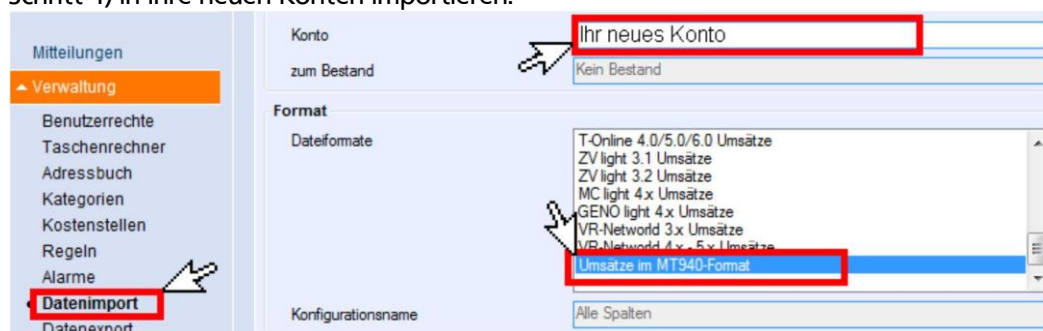 Schritt 4) in Ihre neuen Konten importieren:
Mitteilungen
Verwaltung
Benutzerrechte
Taschenrechner
Adressbuch
Kategorien
Kostenstellen
Regeln
Alarme
Datenimport
Datenexport
Konto
Ihr neues Konto
zum Bestand
Kein Bestand
Format
Dateiformate
T-Online 4.0/5.0/6.0 Umsätze
ZV light 3.1 Umsätze
ZV light 3.2 Umsätze
MC light 4.x Umsätze
GENO light 4.x Umsätze
VR-Networld 3.x Umsätze
VR-Networld 4.x - 5.x Umsätze
Umsätze im MT940-Format
Konfigurationsname
Alle Spalten